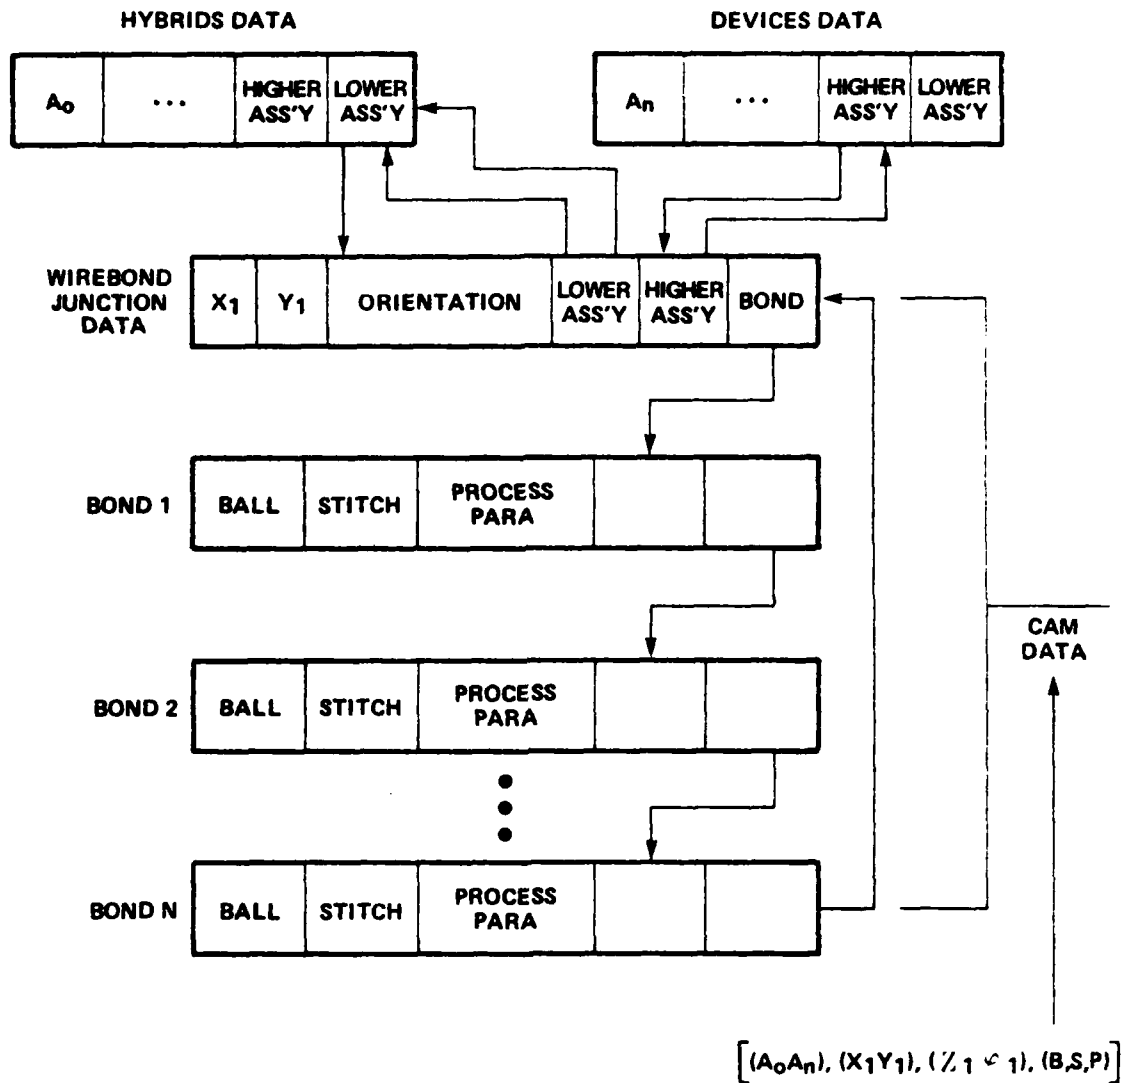 HYBRIDS DATA
DEVICES DATA
A₀ ... HIGHER ASS'Y LOWER ASS'Y
Aₙ ... HIGHER ASS'Y LOWER ASS'Y
WIREBOND JUNCTION DATA
X₁ Y₁ ORIENTATION LOWER ASS'Y HIGHER ASS'Y BOND
BOND 1 BALL STITCH PROCESS PARA
BOND 2 BALL STITCH PROCESS PARA
CAM DATA
BOND N BALL STITCH PROCESS PARA
[(A₀Aₙ), (X₁Y₁), (B,S,P)]